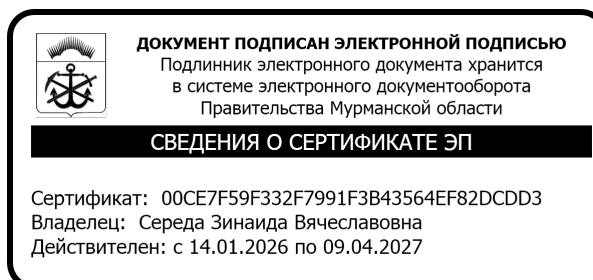 ДОКУМЕНТ ПОДПИСАН ЭЛЕКТРОННОЙ ПОДПИСЬЮ
Подлинник электронного документа хранится
в системе электронного документооборота
Правительства Мурманской области
СВЕДЕНИЯ О СЕРТИФИКАТЕ ЭП
Сертификат: 00CE7F59F332F7991F3B43564EF82DCDD3
Владелец: Середа Зинаида Вячеславовна
Действителен: с 14.01.2026 по 09.04.2027